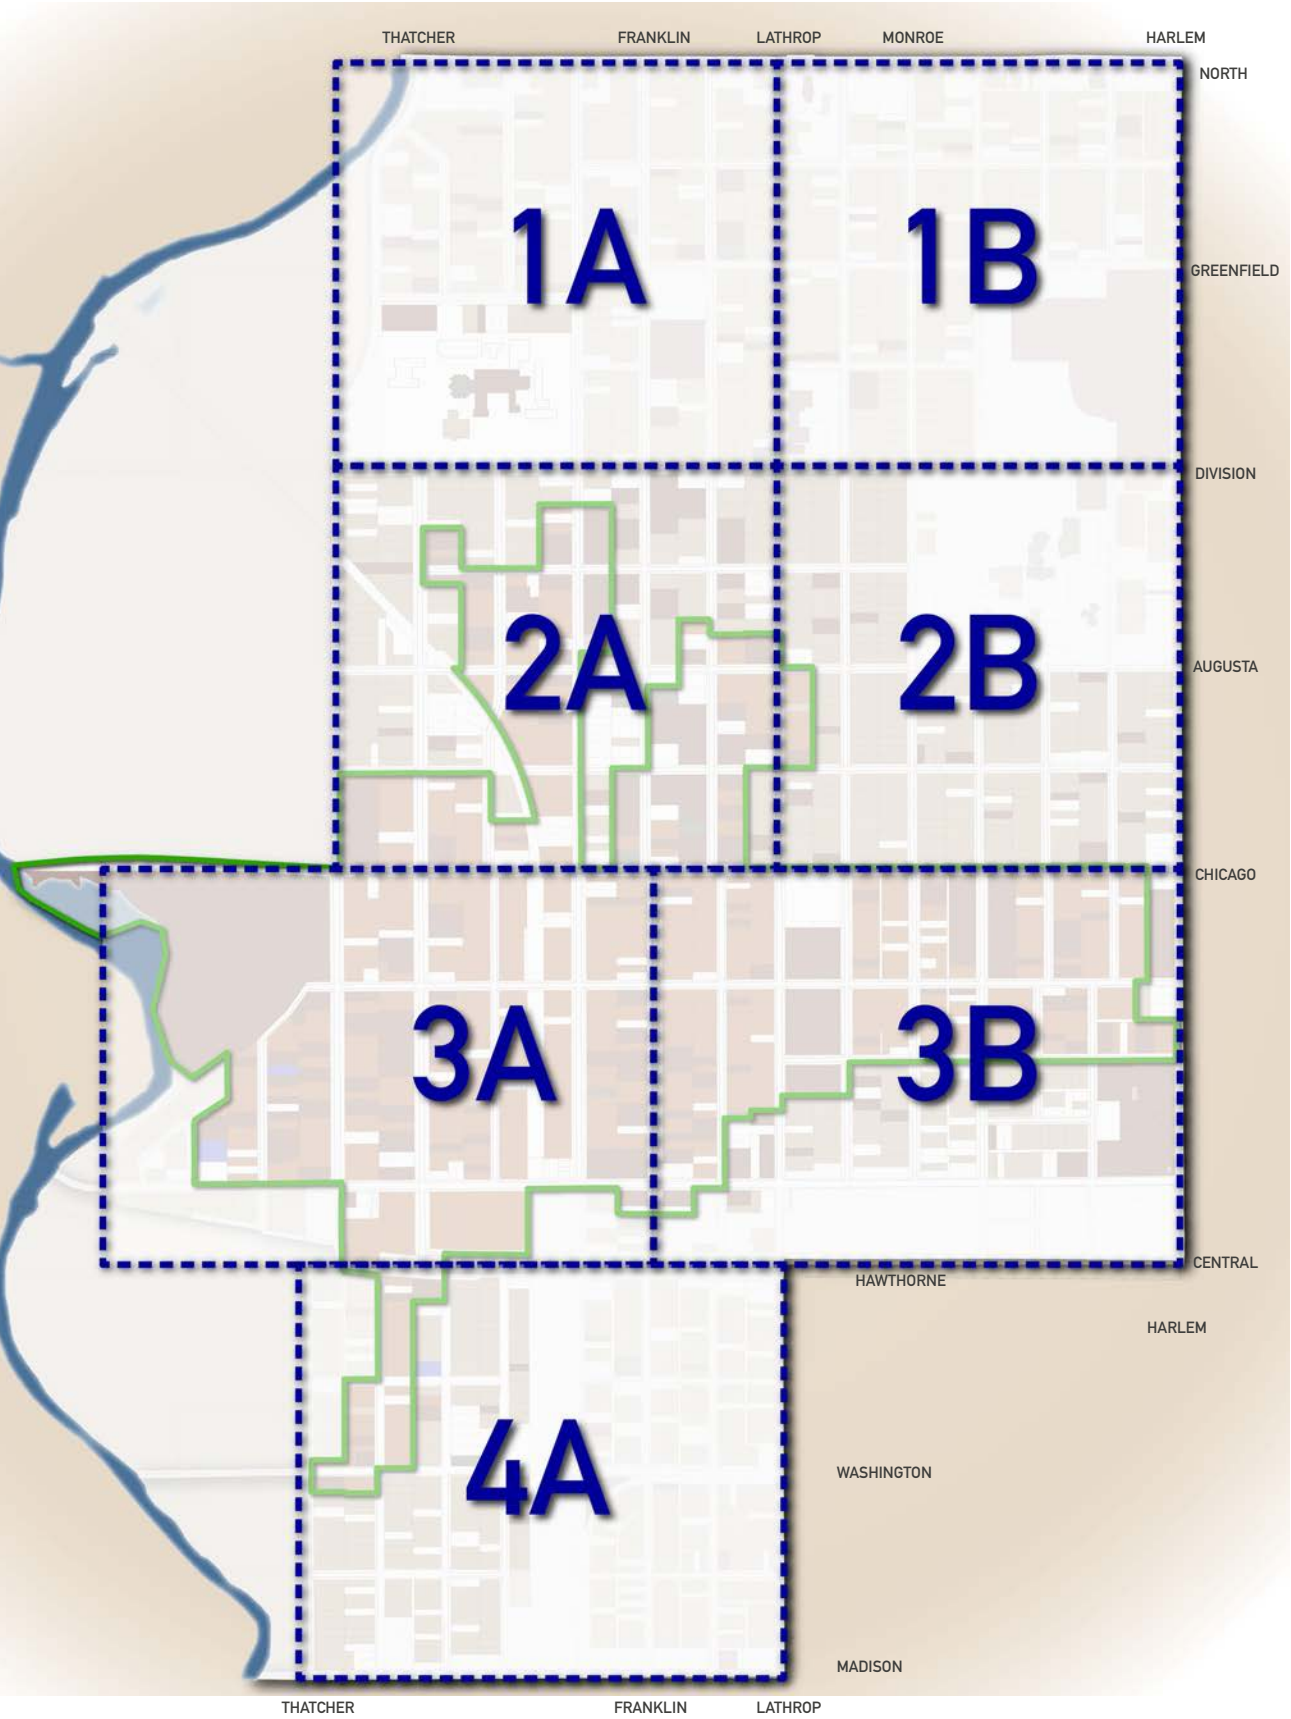 THATCHER FRANKLIN LATHROP MONROE HARLEM
NORTH
1A 1B
GREENFIELD
DIVISION
2A 2B
AUGUSTA
CHICAGO
3A 3B
CENTRAL
HAWTHORNE
HARLEM
4A
WASHINGTON
MADISON
THATCHER FRANKLIN LATHROP